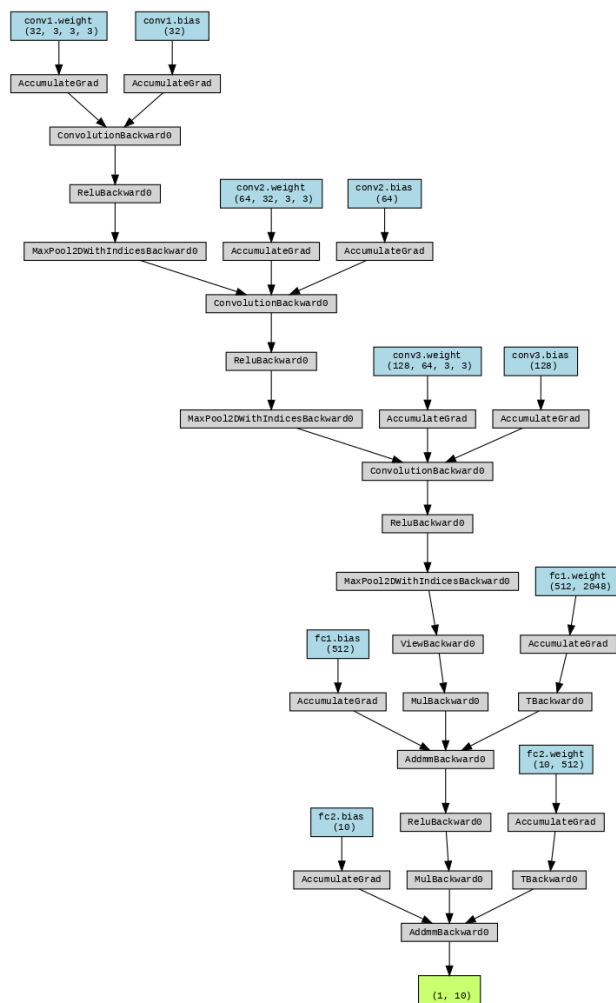 conv1.weight
(32, 3, 3, 3)
conv1.bias
(32)
AccumulateGrad
AccumulateGrad
ConvolutionBackward0
ReluBackward0
conv2.weight
(64, 32, 3, 3)
conv2.bias
(64)
MaxPool2DWithIndicesBackward0
AccumulateGrad
AccumulateGrad
ConvolutionBackward0
ReluBackward0
conv3.weight
(128, 64, 3, 3)
conv3.bias
(128)
MaxPool2DWithIndicesBackward0
AccumulateGrad
AccumulateGrad
ConvolutionBackward0
ReluBackward0
MaxPool2DWithIndicesBackward0
fc1.weight
(512, 2048)
fc1.bias
(512)
ViewBackward0
AccumulateGrad
AccumulateGrad
MulBackward0
TBackward0
AddmmBackward0
fc2.weight
(10, 512)
fc2.bias
(10)
ReluBackward0
AccumulateGrad
AccumulateGrad
MulBackward0
TBackward0
AddmmBackward0
(1, 10)